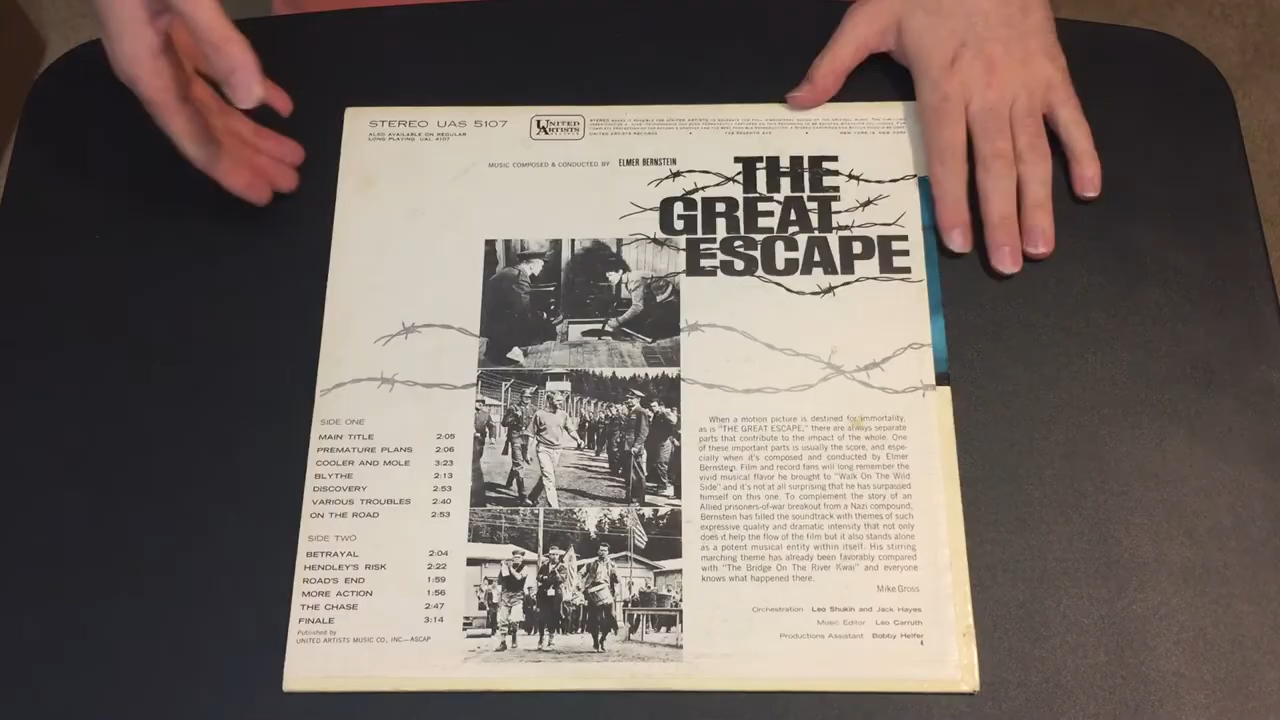 STEREO UAS 5107
ALSO AVAILABLE ON REGULAR
LONG PLAYING UAL 4107
UNITED
ARTISTS
UNITED ARTISTS RECORDS • 729 SEVENTH AVE • NEW YORK 19, NEW YORK
MUSIC COMPOSED & CONDUCTED BY ELMER BERNSTEIN
THE
GREAT
ESCAPE
SIDE ONE
MAIN TITLE 2:05
PREMATURE PLANS 2:06
COOLER AND MOLE 3:23
BLYTHE 2:13
DISCOVERY 2:53
VARIOUS TROUBLES 2:40
ON THE ROAD 2:53
SIDE TWO
BETRAYAL 2:04
HENDLEY'S RISK 2:22
ROAD'S END 1:59
MORE ACTION 1:56
THE CHASE 2:47
FINALE 3:14
Published by
UNITED ARTISTS MUSIC CO., INC.—ASCAP
When a motion picture is destined for immortality,
as is "THE GREAT ESCAPE," there are always separate
parts that contribute to the impact of the whole. One
of these important parts is usually the score, and espe-
cially when it's composed and conducted by Elmer
Bernstein. Film and record fans will long remember the
vivid musical flavor he brought to "Walk On The Wild
Side" and it's not at all surprising that he has surpassed
himself on this one. To complement the story of an
Allied prisoners-of-war breakout from a Nazi compound,
Bernstein has filled the soundtrack with themes of such
expressive quality and dramatic intensity that not only
does it help the flow of the film but it also stands alone
as a potent musical entity within itself. His stirring
marching theme has already been favorably compared
with "The Bridge On The River Kwai" and everyone
knows what happened there.
Mike Gross
Orchestration Leo Shukin and Jack Hayes
Music Editor Leo Carruth
Productions Assistant Bobby Helfer